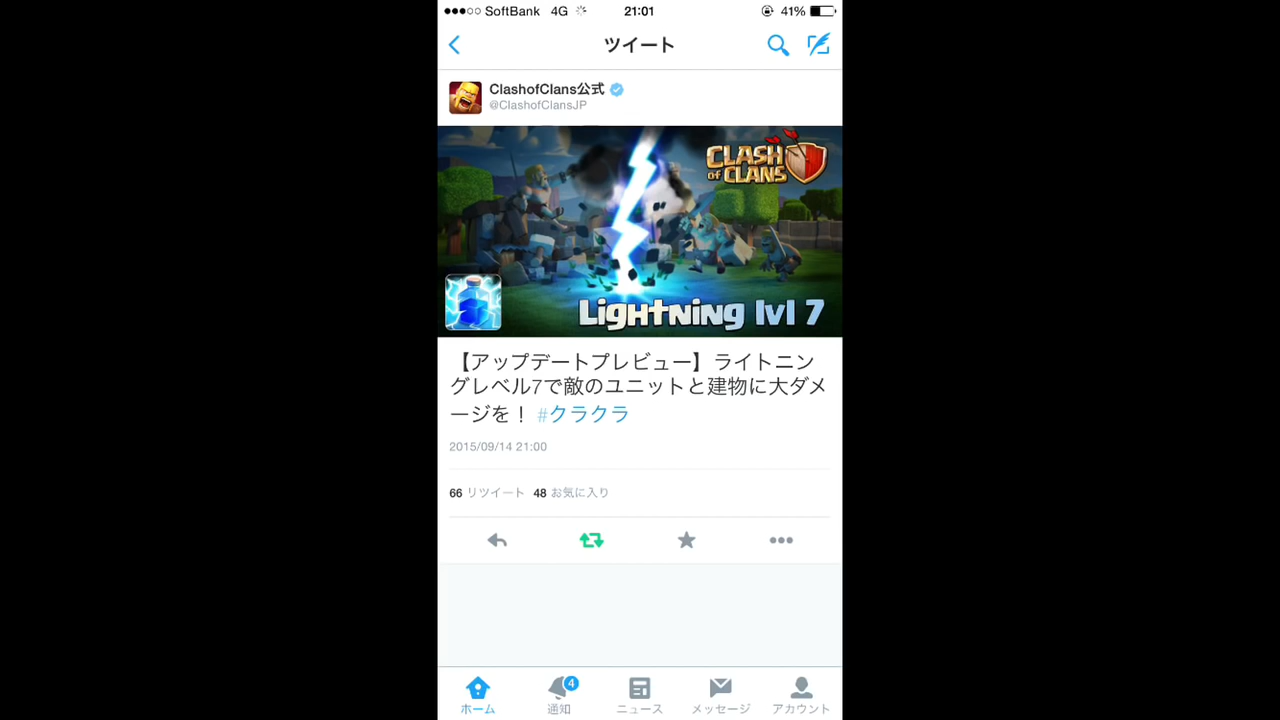 SoftBank 4G 21:01 41%
ツイート
ClashofClans公式
@ClashofClansJP
CLASH
OF CLANS
Lightning lvl 7
【アップデートプレビュー】ライトニン
グレベル7で敵のユニットと建物に大ダメ
ージを！ #クラクラ
2015/09/14 21:00
66 リツイート 48 お気に入り
4
ホーム 通知 ニュース メッセージ アカウント